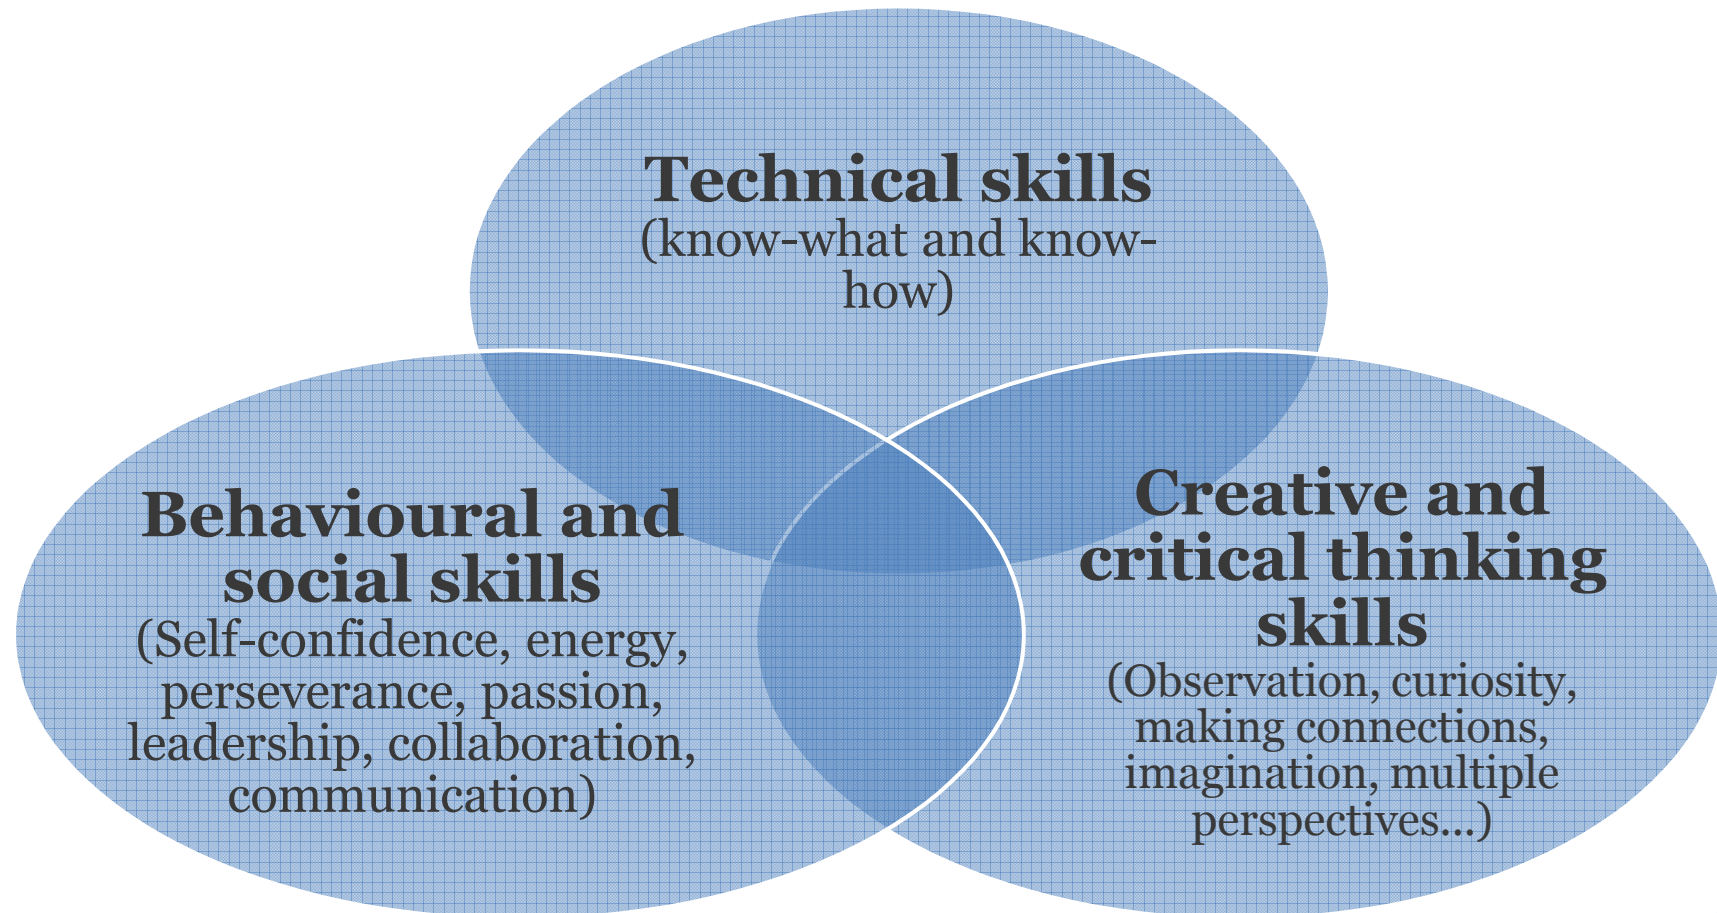 Technical skills
(know-what and know-
how)
Behavioural and
social skills
(Self-confidence, energy,
perseverance, passion,
leadership, collaboration,
communication)
Creative and
critical thinking
skills
(Observation, curiosity,
making connections,
imagination, multiple
perspectives...)